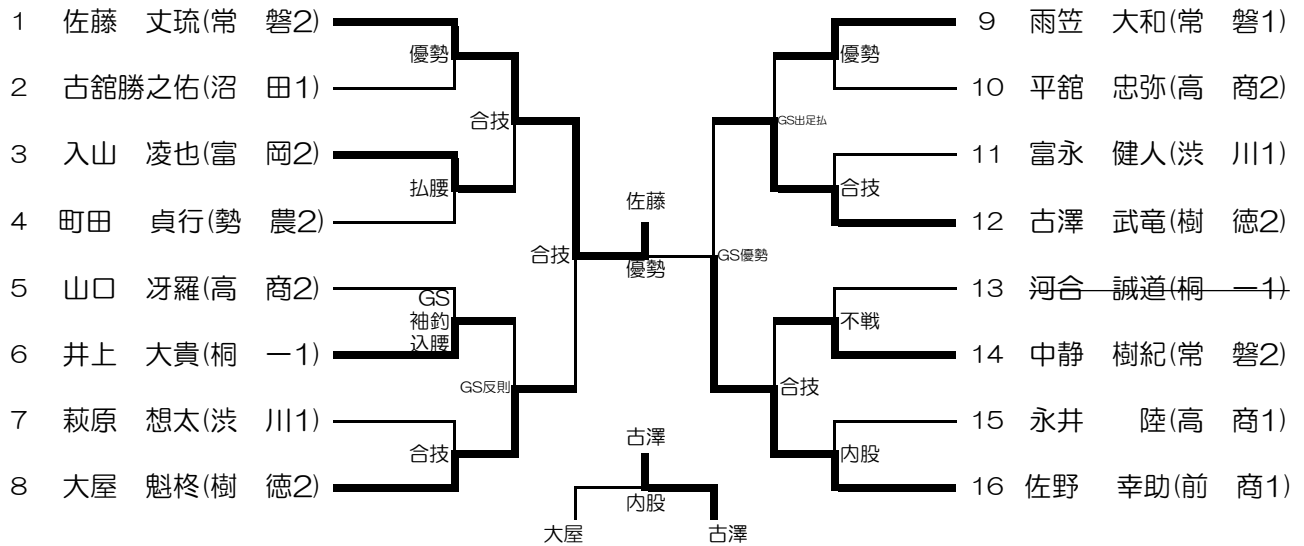 1 佐藤 丈琉(常 磐2)
優勢
2 古舘勝之佑(沼 田1)
合技
3 入山 凌也(富 岡2)
払腰
4 町田 貞行(勢 農2)
合技
5 山口 冴羅(高 商2)
GS
袖釣
込腰
6 井上 大貴(桐 一1)
GS反則
7 萩原 想太(渋 川1)
合技
8 大屋 魁柊(樹 徳2)
佐藤
優勢
古澤
内股
大屋 古澤
9 雨笠 大和(常 磐1)
優勢
10 平舘 忠弥(高 商2)
GS出足払
11 富永 健人(渋 川1)
合技
12 古澤 武竜(樹 徳2)
GS優勢
13 河合 誠道(桐 一1)
不戦
14 中静 樹紀(常 磐2)
合技
15 永井 陸(高 商1)
内股
16 佐野 幸助(前 商1)